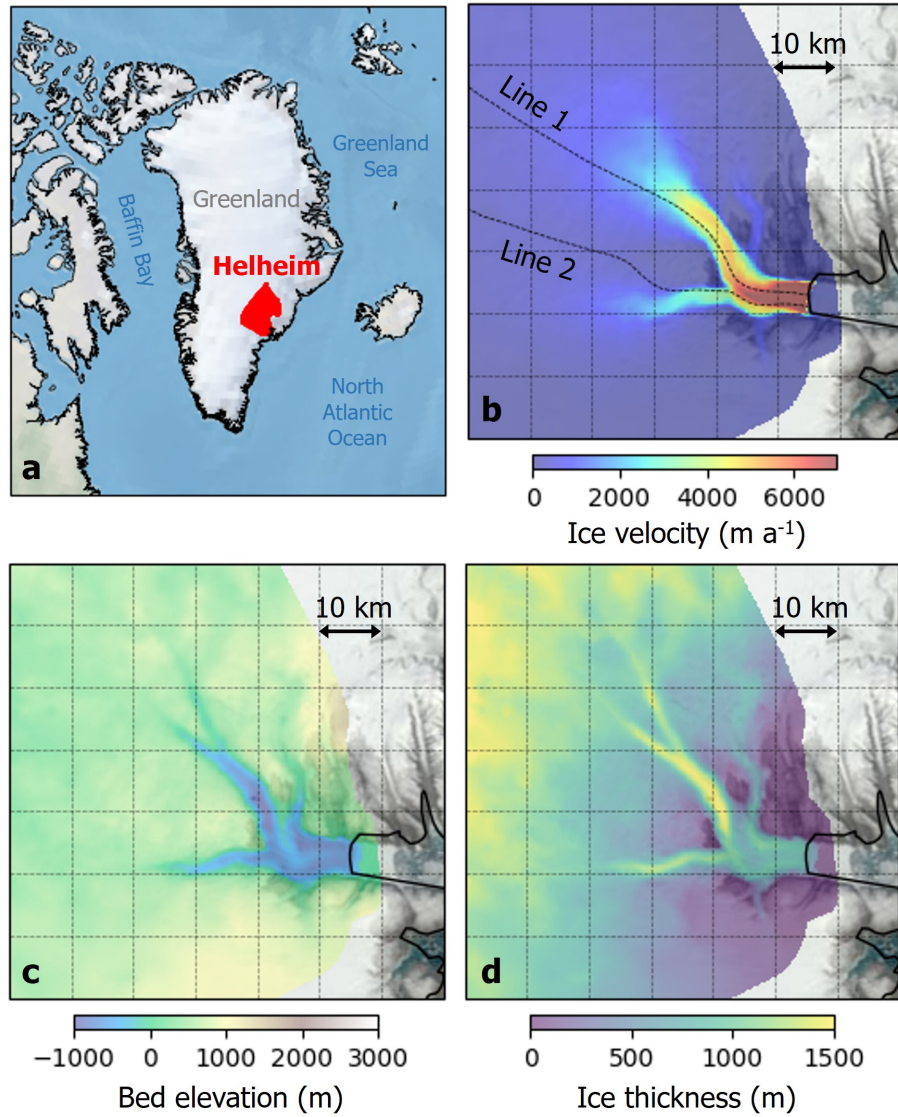 Greenland
Sea
Greenland
Baffin Bay
Helheim
North
Atlantic
Ocean
a
10 km
Line 1
Line 2
b
0 2000 4000 6000
Ice velocity (m a⁻¹)
10 km
c
−1000 0 1000 2000 3000
Bed elevation (m)
10 km
d
0 500 1000 1500
Ice thickness (m)